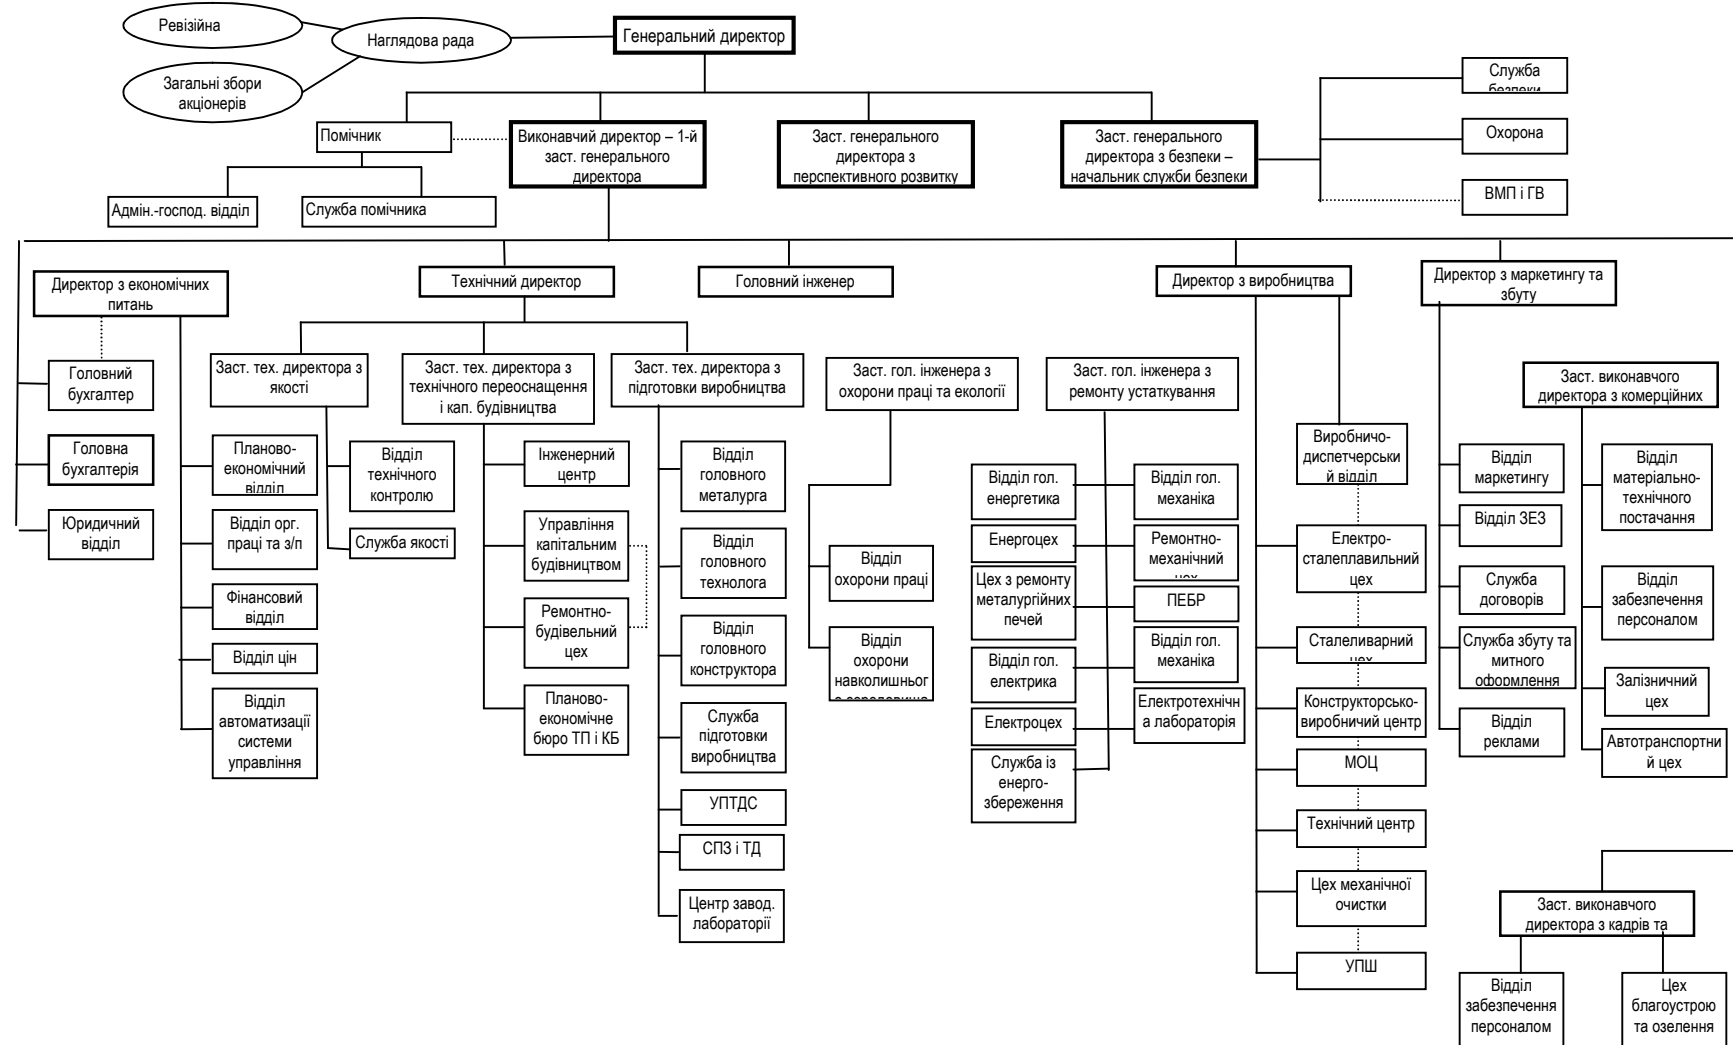 Ревізійна
Наглядова рада
Генеральний директор
Загальні збори
акціонерів
Служба
безпеки
Охорона
ВМП і ГВ
Помічник
Виконавчий директор – 1-й
заст. генерального
директора
Заст. генерального
директора з
перспективного розвитку
Заст. генерального
директора з безпеки –
начальник служби безпеки
Адмін.-господ. відділ
Служба помічника
Директор з економічних
питань
Технічний директор
Головний інженер
Директор з виробництва
Директор з маркетингу та
збуту
Головний
бухгалтер
Головна
бухгалтерія
Юридичний
відділ
Планово-
економічний
відділ
Відділ орг.
праці та з/п
Фінансовий
відділ
Відділ цін
Відділ
автоматизації
системи
управління
Заст. тех. директора з
якості
Відділ
технічного
контролю
Служба якості
Заст. тех. директора з
технічного переоснащення
і кап. будівництва
Інженерний
центр
Управління
капітальним
будівництвом
Ремонтно-
будівельний
цех
Планово-
економічне
бюро ТП і КБ
Заст. тех. директора з
підготовки виробництва
Відділ
головного
металурга
Відділ
головного
технолога
Відділ
головного
конструктора
Служба
підготовки
виробництва
УПТДС
СПЗ і ТД
Центр завод.
лабораторії
Заст. гол. інженера з
охорони праці та екології
Відділ
охорони праці
Відділ
охорони
навколишньог
о середовища
Заст. гол. інженера з
ремонту устаткування
Відділ гол.
енергетика
Енергоцех
Цех з ремонту
металургійних
печей
Відділ гол.
електрика
Електроцех
Служба із
енерго-
збереження
Відділ гол.
механіка
Ремонтно-
механічний
цех
ПЕБР
Відділ гол.
механіка
Електротехнічн
а лабораторія
Виробничо-
диспетчерськи
й відділ
Електро-
сталеплавильний
цех
Сталеливарний
цех
Конструкторсько-
виробничий центр
МОЦ
Технічний центр
Цех механічної
очистки
УПШ
Відділ
маркетингу
Відділ ЗЕЗ
Служба
договорів
Служба збуту та
митного
оформлення
Відділ
реклами
Заст. виконавчого
директора з комерційних
Відділ
матеріально-
технічного
постачання
Відділ
забезпечення
персоналом
Залізничний
цех
Автотранспортни
й цех
Заст. виконавчого
директора з кадрів та
Відділ
забезпечення
персоналом
Цех
благоустрою
та озелення